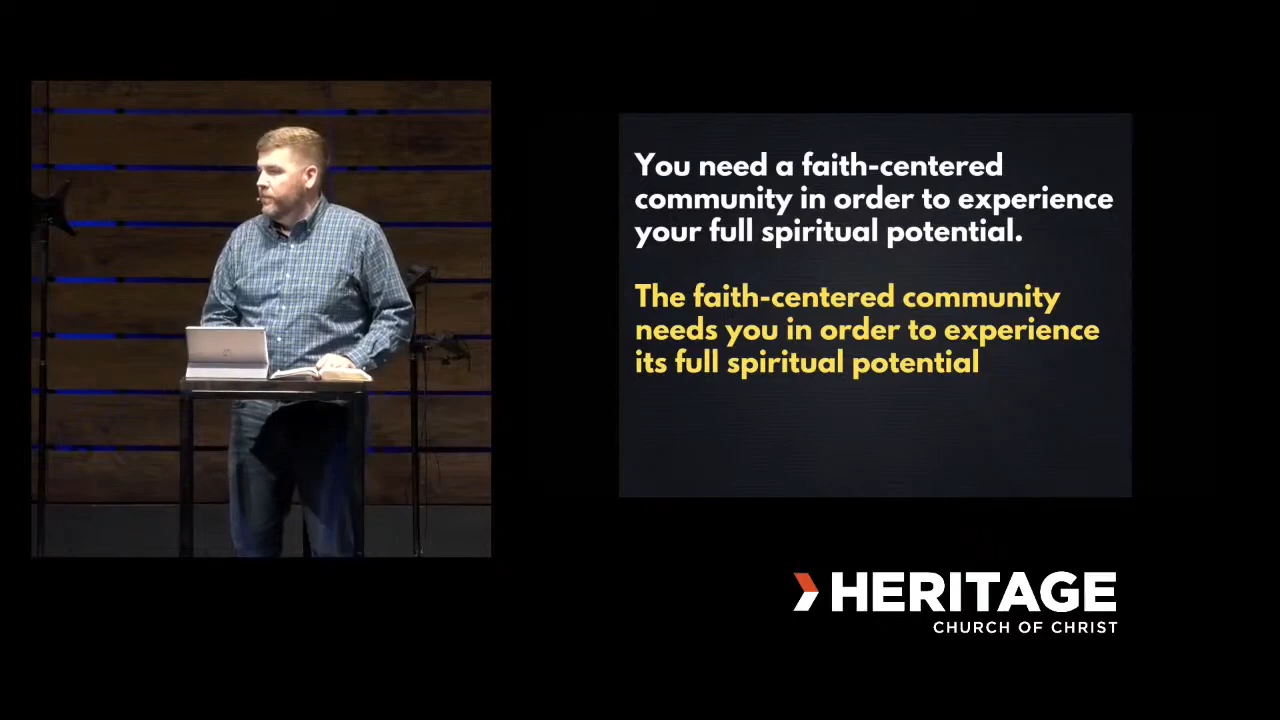 You need a faith-centered
community in order to experience
your full spiritual potential.
The faith-centered community
needs you in order to experience
its full spiritual potential
HERITAGE
CHURCH OF CHRIST